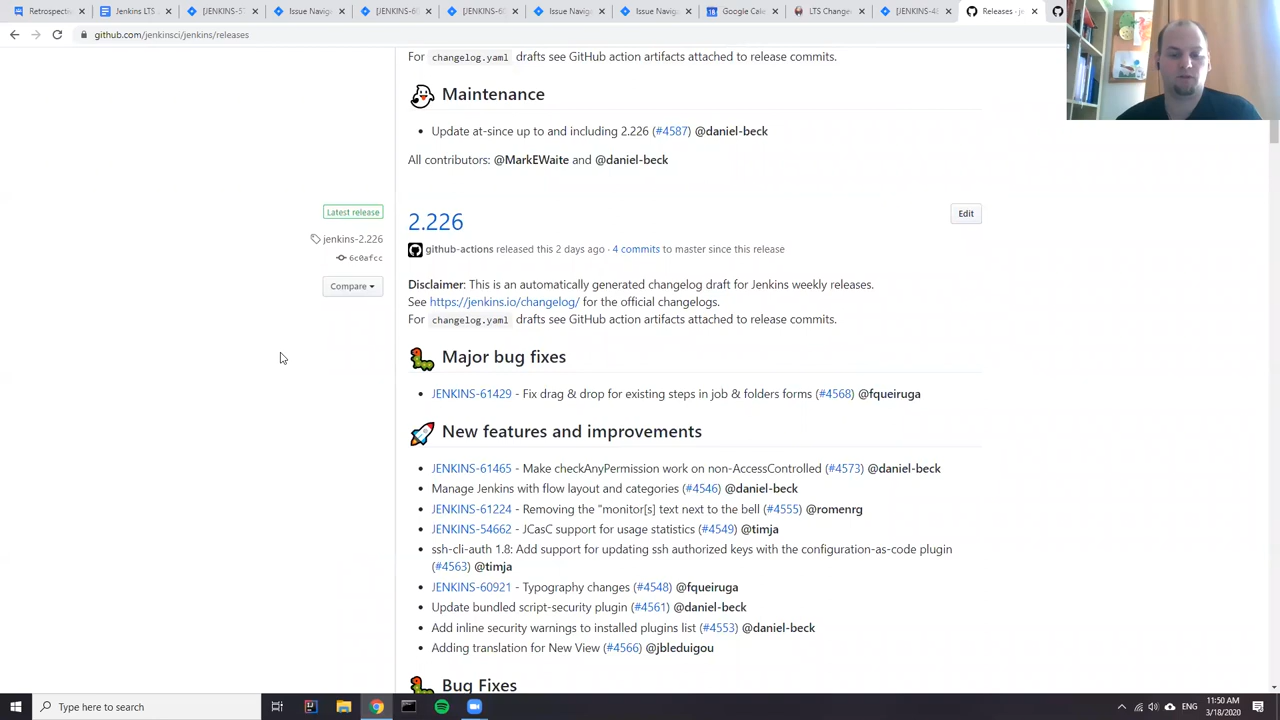 Retrospectiv
Jenkins LTS
[JENKINS-57
Issue Naviga
[JENKINS-60
[JENKINS-60
Issue Naviga
Issue Naviga
Google Cale
LTS Changes
[JENKINS-48
Releases · je
github.com/jenkinsci/jenkins/releases
For changelog.yaml drafts see GitHub action artifacts attached to release commits.
Maintenance
• Update at-since up to and including 2.226 (#4587) @daniel-beck
All contributors: @MarkEWaite and @daniel-beck
Latest release
jenkins-2.226
6c0afcc
Compare
2.226
Edit
github-actions released this 2 days ago · 4 commits to master since this release
Disclaimer: This is an automatically generated changelog draft for Jenkins weekly releases.
See https://jenkins.io/changelog/ for the official changelogs.
For changelog.yaml drafts see GitHub action artifacts attached to release commits.
Major bug fixes
• JENKINS-61429 - Fix drag & drop for existing steps in job & folders forms (#4568) @fqueiruga
New features and improvements
• JENKINS-61465 - Make checkAnyPermission work on non-AccessControlled (#4573) @daniel-beck
• Manage Jenkins with flow layout and categories (#4546) @daniel-beck
• JENKINS-61224 - Removing the "monitor[s] text next to the bell (#4555) @romenrg
• JENKINS-54662 - JCasC support for usage statistics (#4549) @timja
• ssh-cli-auth 1.8: Add support for updating ssh authorized keys with the configuration-as-code plugin
(#4563) @timja
• JENKINS-60921 - Typography changes (#4548) @fqueiruga
• Update bundled script-security plugin (#4561) @daniel-beck
• Add inline security warnings to installed plugins list (#4553) @daniel-beck
• Adding translation for New View (#4566) @jbleduigou
Bug Fixes
Type here to search
ENG
11:50 AM
3/18/2020